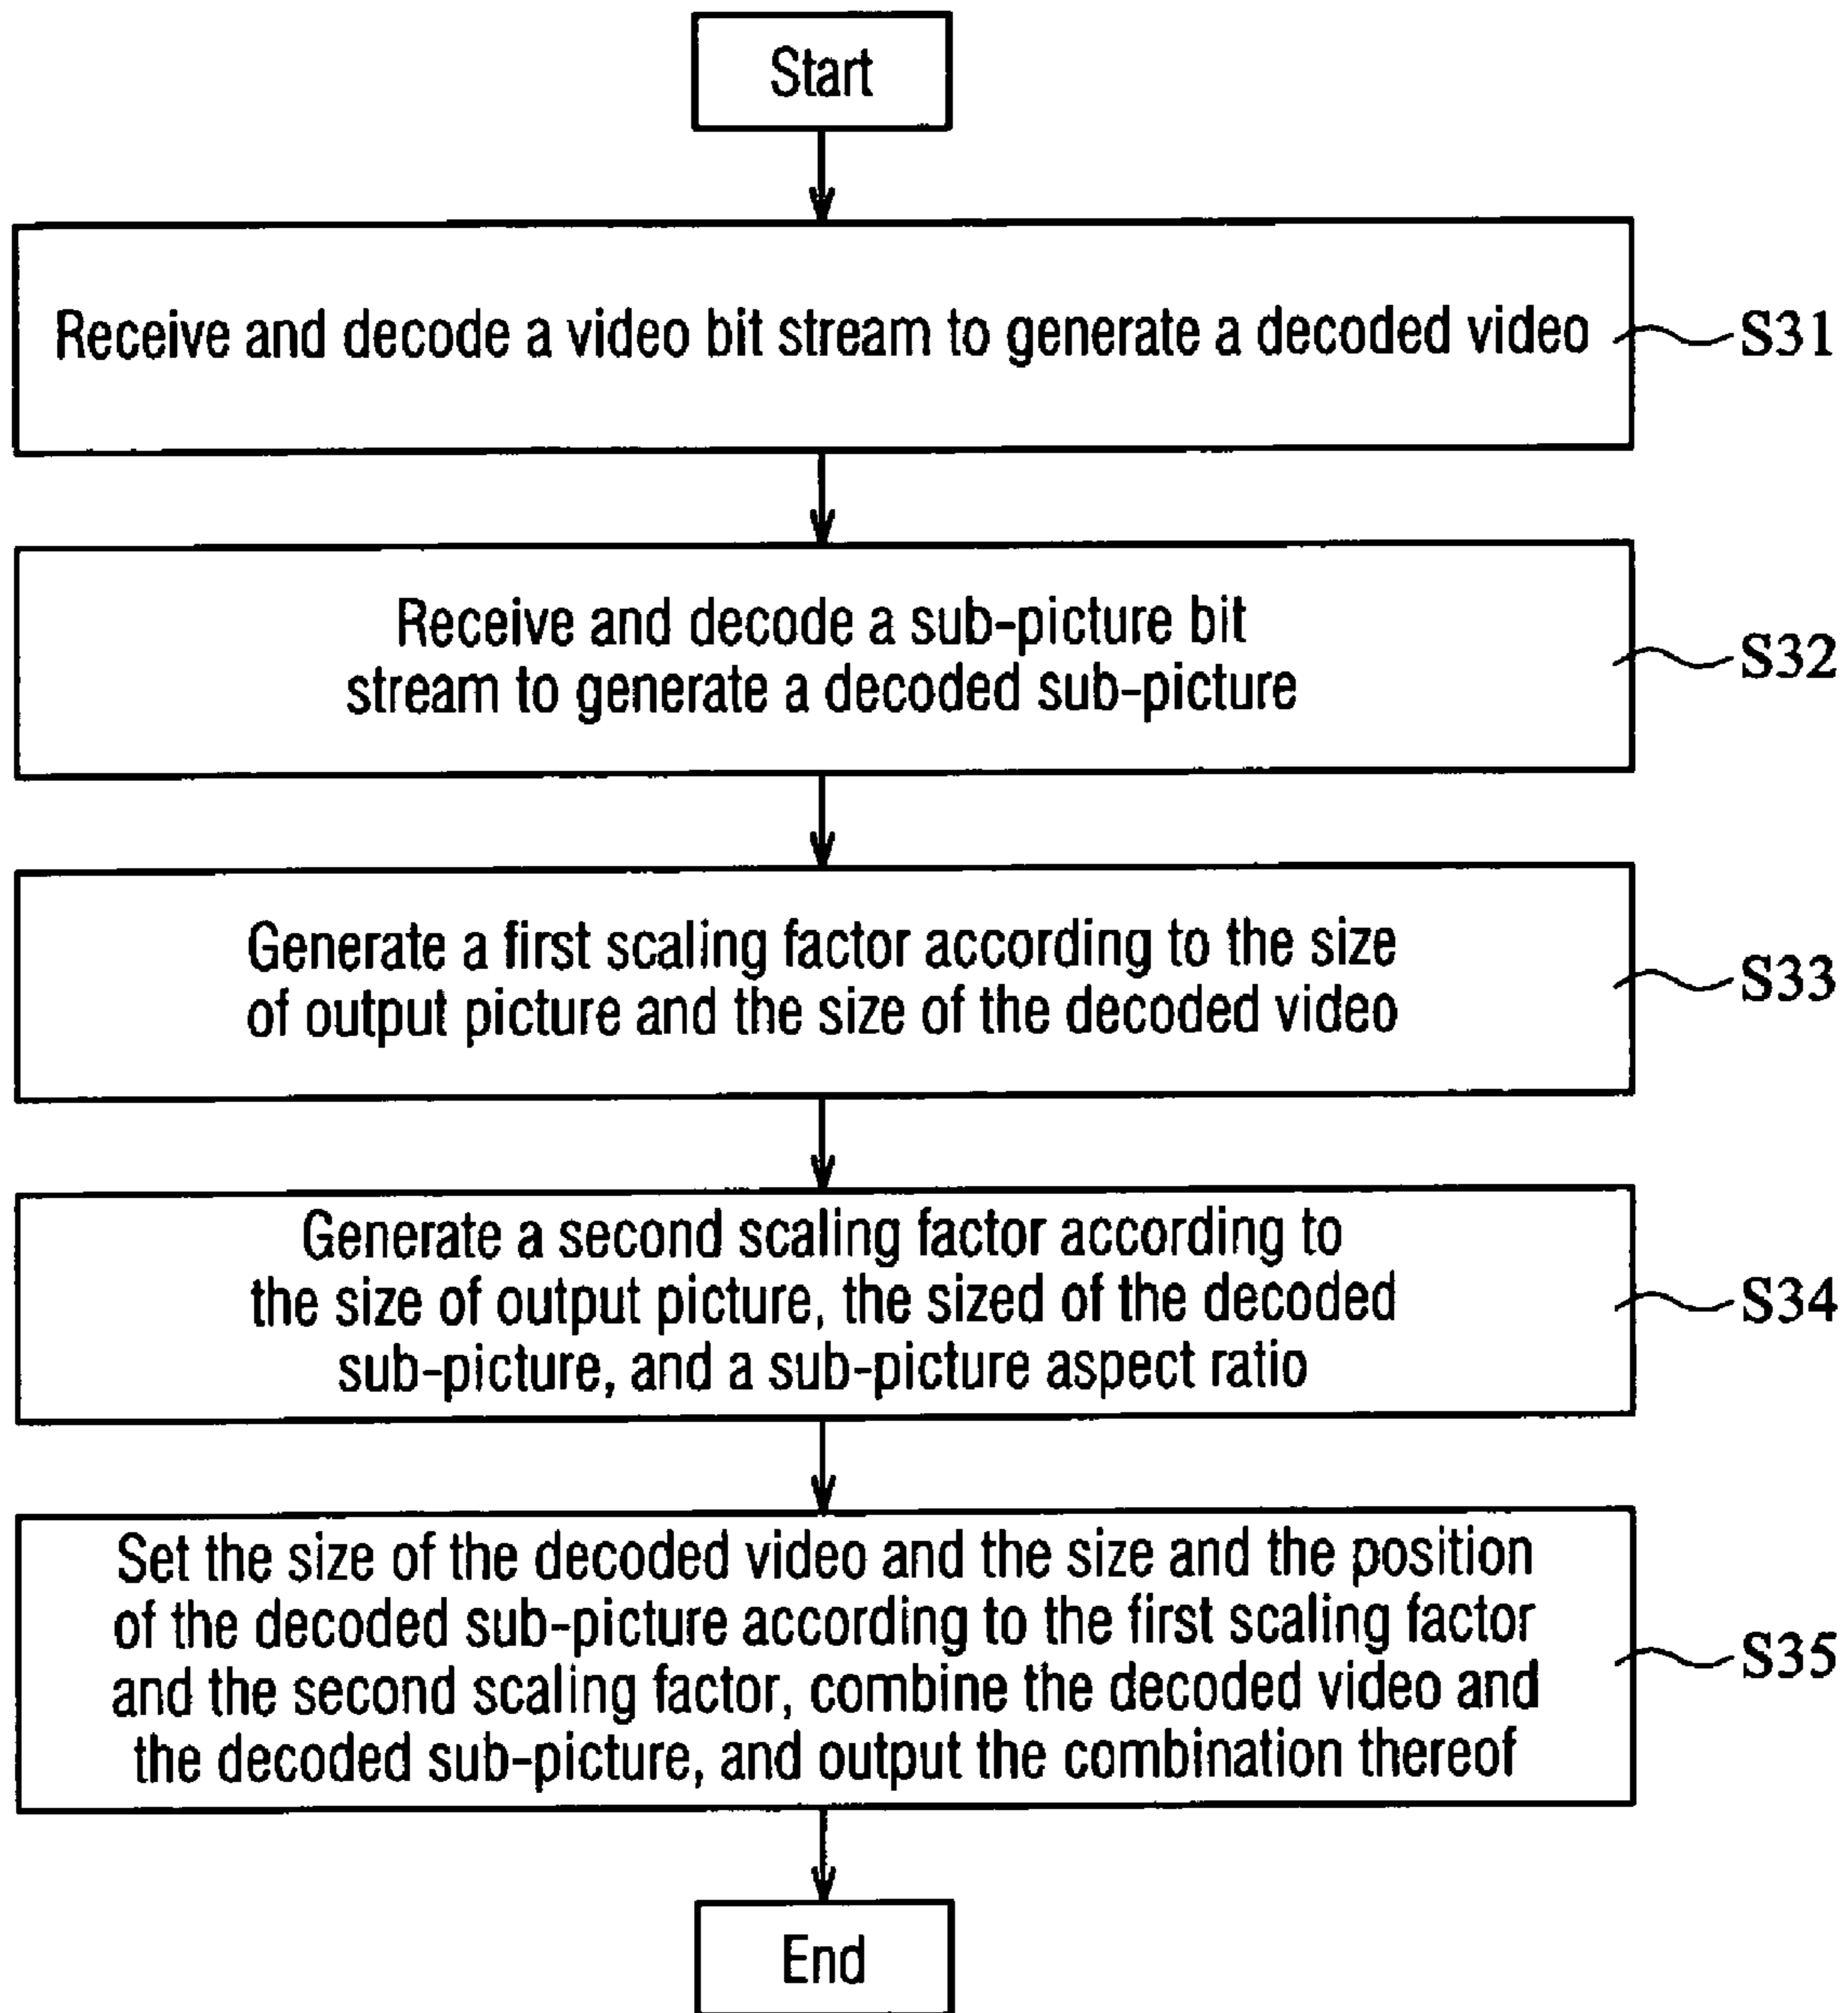 Start
Receive and decode a video bit stream to generate a decoded video
S31
Receive and decode a sub-picture bit
stream to generate a decoded sub-picture
S32
Generate a first scaling factor according to the size
of output picture and the size of the decoded video
S33
Generate a second scaling factor according to
the size of output picture, the sized of the decoded
sub-picture, and a sub-picture aspect ratio
S34
Set the size of the decoded video and the size and the position
of the decoded sub-picture according to the first scaling factor
and the second scaling factor, combine the decoded video and
the decoded sub-picture, and output the combination thereof
S35
End